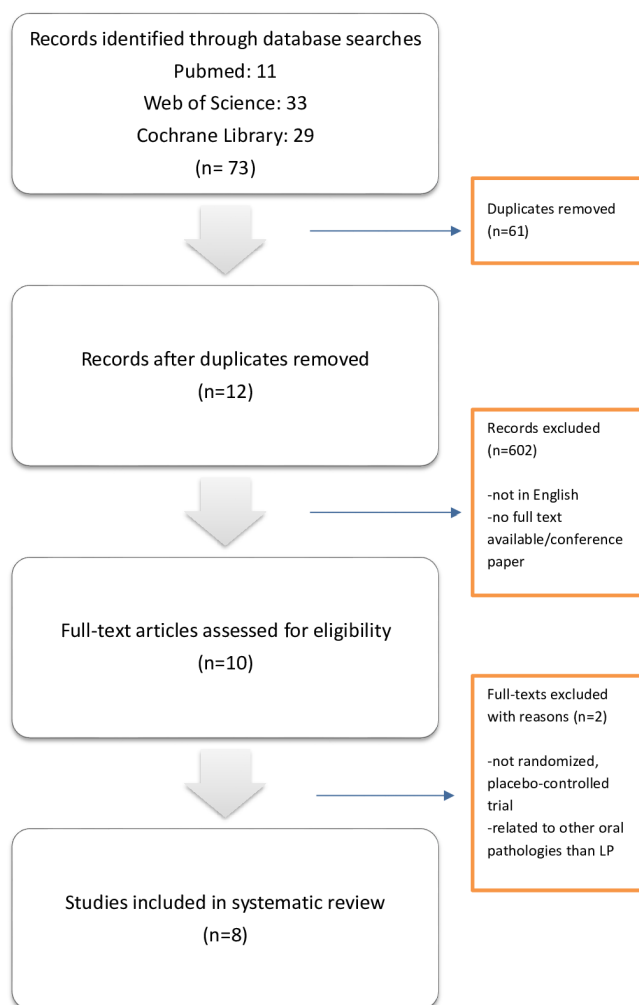 Records identified through database searches
Pubmed: 11
Web of Science: 33
Cochrane Library: 29
(n= 73)
Duplicates removed
(n=61)
Records after duplicates removed
(n=12)
Records excluded
(n=602)
-not in English
-no full text
available/conference
paper
Full-text articles assessed for eligibility
(n=10)
Full-texts excluded
with reasons (n=2)
-not randomized,
placebo-controlled
trial
-related to other oral
pathologies than LP
Studies included in systematic review
(n=8)